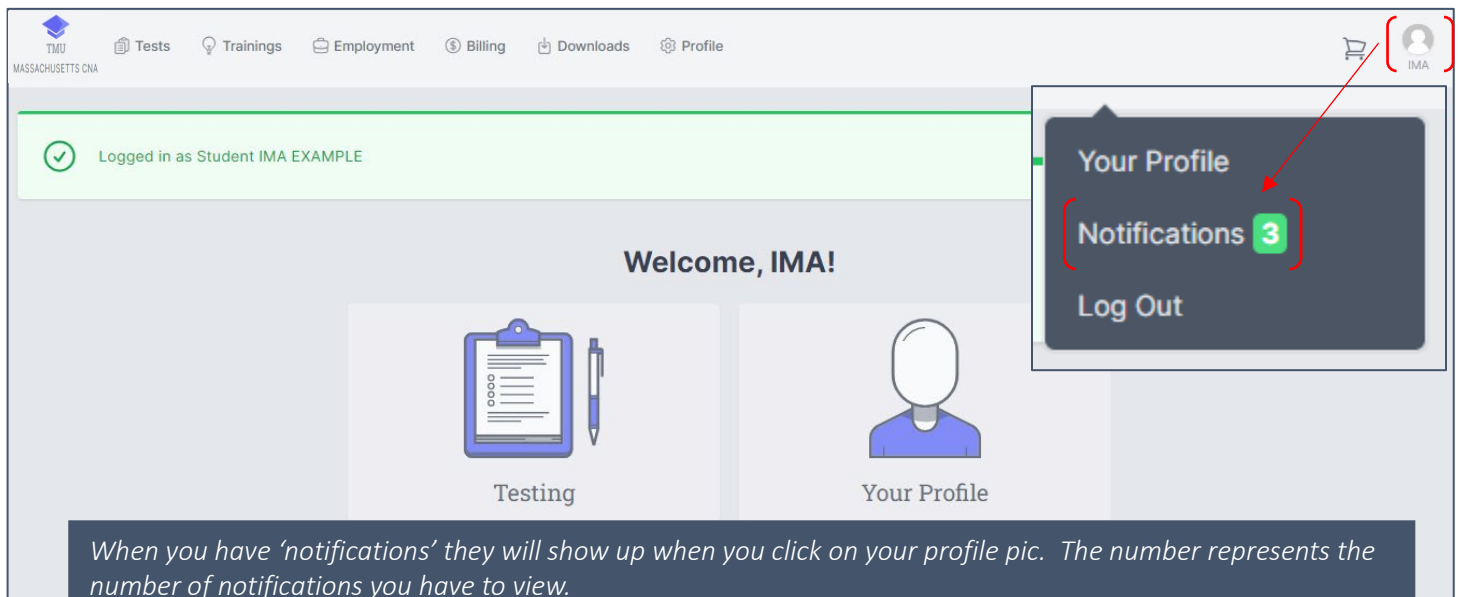 TMU
MASSACHUSETTS CNA
Tests
Trainings
Employment
Billing
Downloads
Profile
IMA
Logged in as Student IMA EXAMPLE
Your Profile
Notifications 3
Log Out
Welcome, IMA!
Testing
Your Profile
When you have ‘notifications’ they will show up when you click on your profile pic.  The number represents the
number of notifications you have to view.